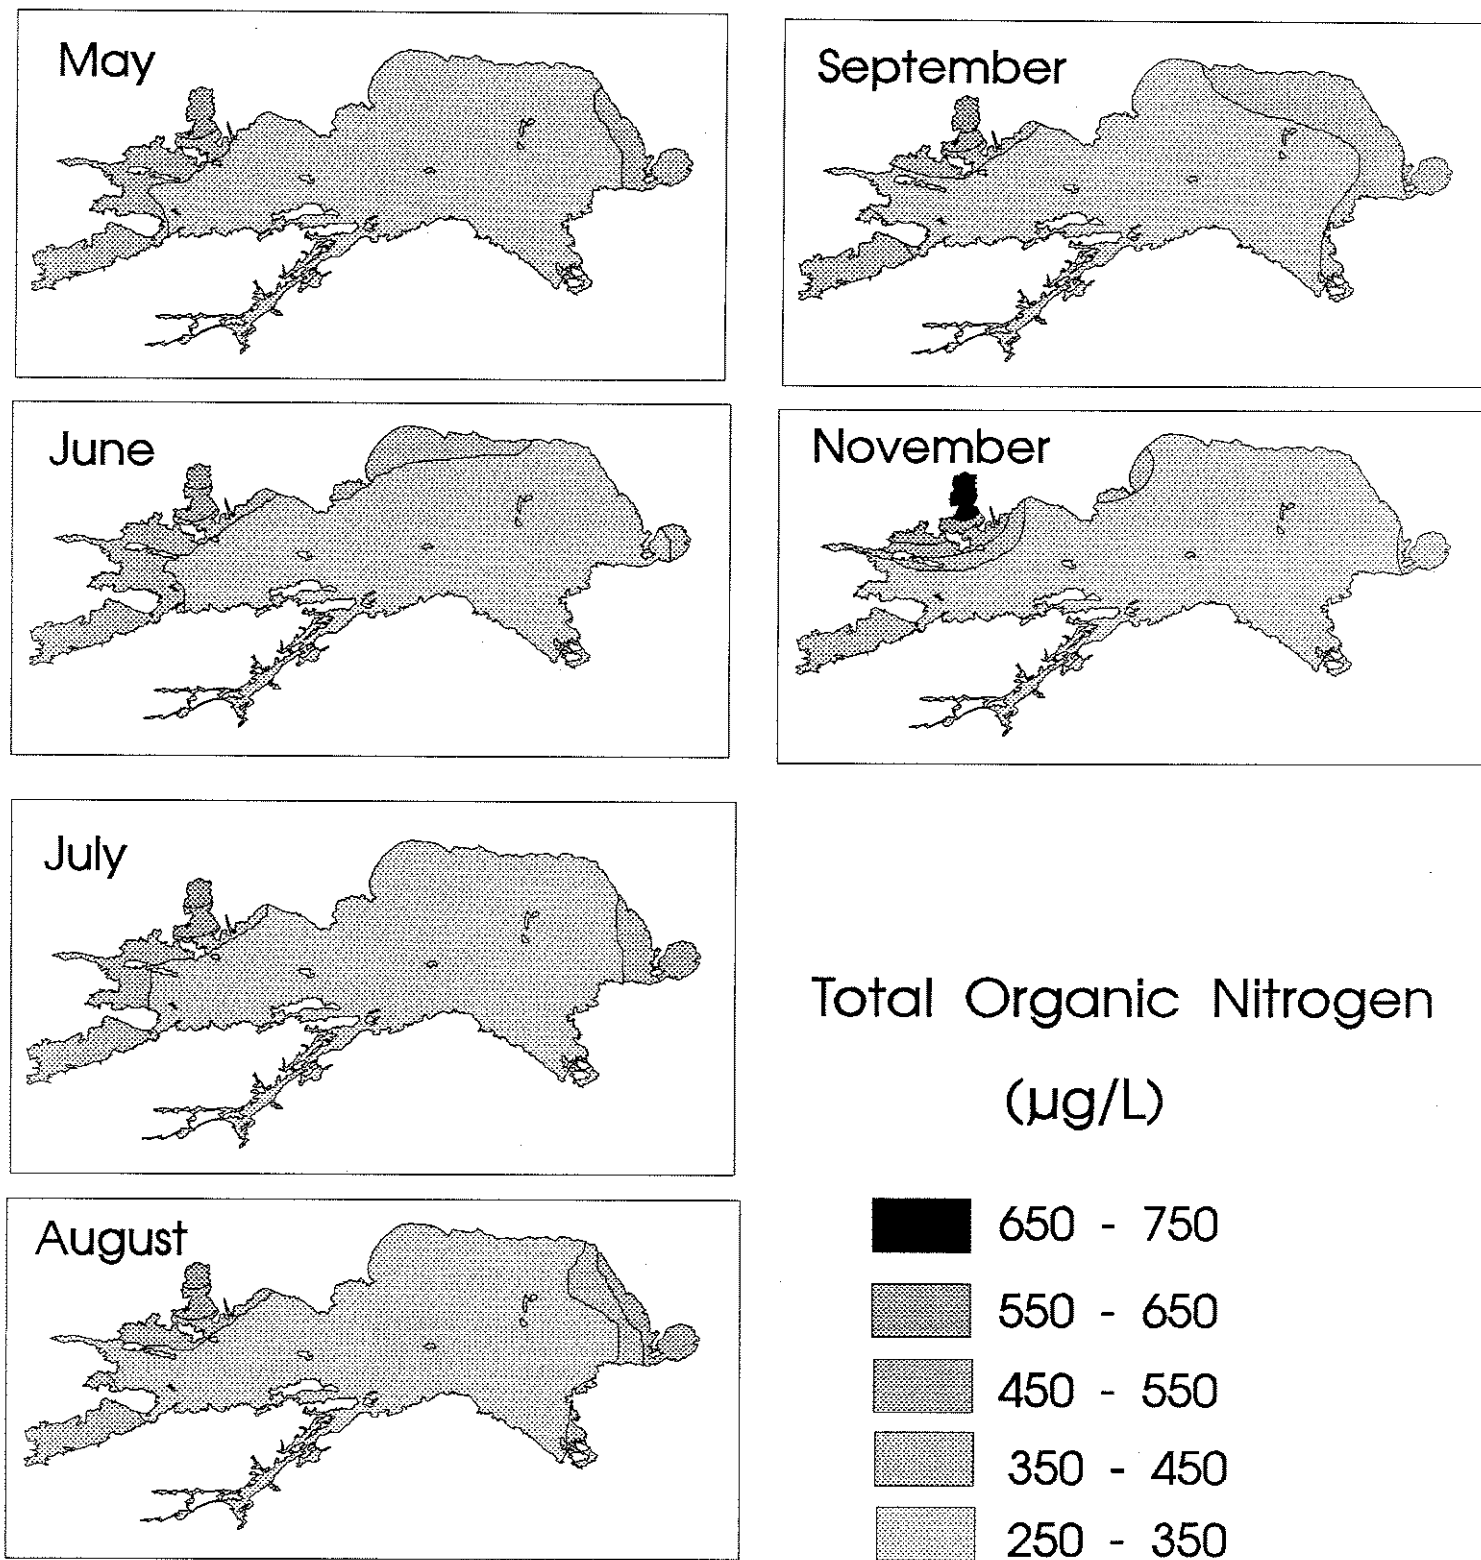 May
September
June
November
July
August
Total Organic Nitrogen
(µg/L)
650 - 750
550 - 650
450 - 550
350 - 450
250 - 350